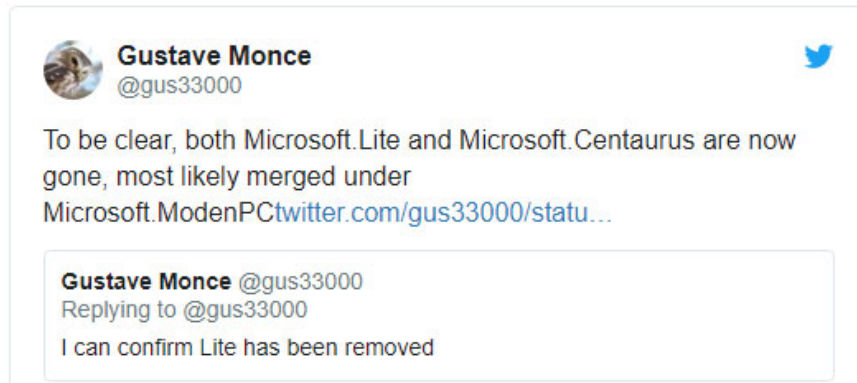 Gustave Monce
@gus33000
To be clear, both Microsoft.Lite and Microsoft.Centaurus are now
gone, most likely merged under
Microsoft.ModenPCtwitter.com/gus33000/statu…
Gustave Monce @gus33000
Replying to @gus33000
I can confirm Lite has been removed